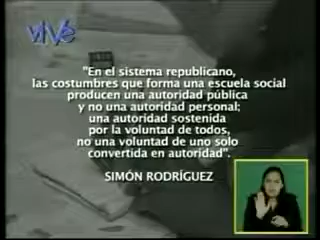 vive
"En el sistema republicano,
las costumbres que forma una escuela social
producen una autoridad pública
y no una autoridad personal;
una autoridad sostenida
por la voluntad de todos,
no una voluntad de uno solo
convertida en autoridad".
SIMÓN RODRÍGUEZ